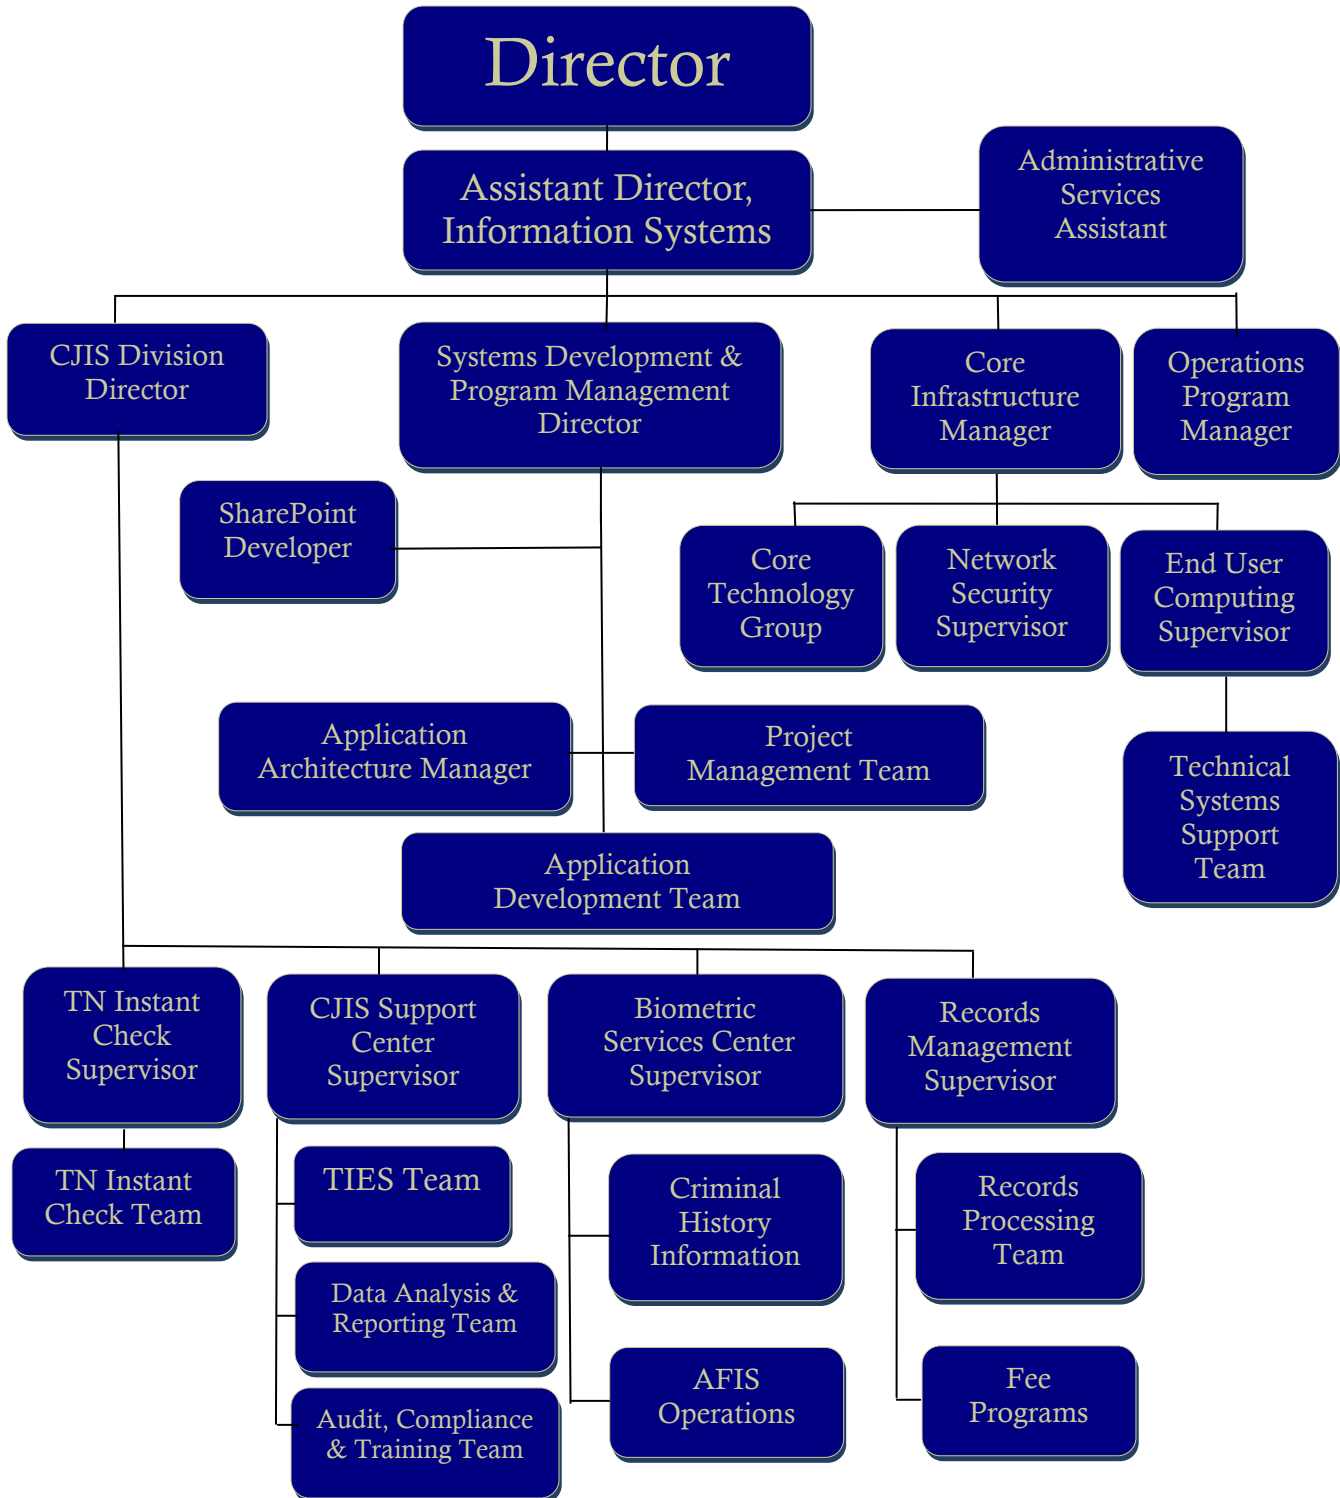 Director
Assistant Director,
Information Systems
Administrative
Services
Assistant
CJIS Division
Director
Systems Development &
Program Management
Director
Core
Infrastructure
Manager
Operations
Program
Manager
SharePoint
Developer
Core
Technology
Group
Network
Security
Supervisor
End User
Computing
Supervisor
Application
Architecture Manager
Project
Management Team
Technical
Systems
Support
Team
Application
Development Team
TN Instant
Check
Supervisor
CJIS Support
Center
Supervisor
Biometric
Services Center
Supervisor
Records
Management
Supervisor
TN Instant
Check Team
TIES Team
Criminal
History
Information
Records
Processing
Team
Data Analysis &
Reporting Team
AFIS
Operations
Fee
Programs
Audit, Compliance
& Training Team